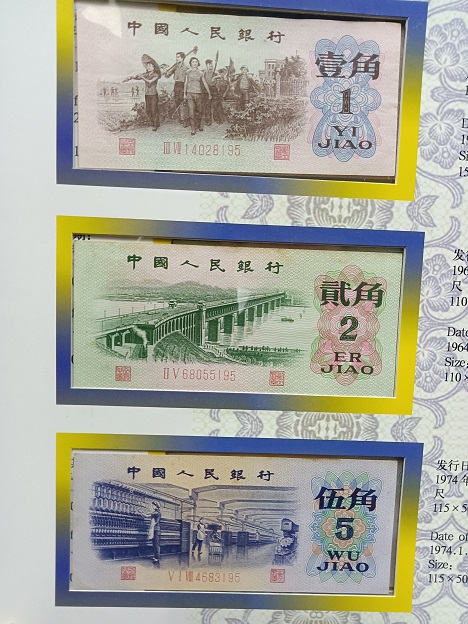 中國人民銀行
壹角
1
YI
JIAO
III VII 14028195
中國人民銀行
貳角
2
ER
JIAO
II V 68055195
发行
196
尺
110
Date
1964
Size:
110×
中國人民銀行
伍角
5
WU
JIAO
V I VIII 4683195
发行日
1974年
尺
115×5
Date of
1974.1.
Size:
115×50